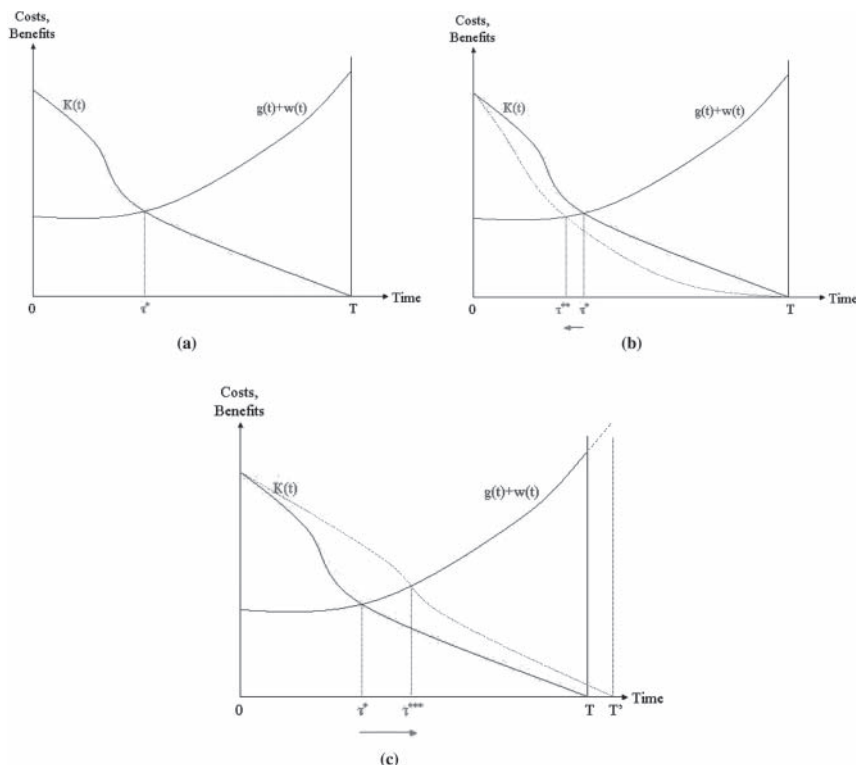 Costs,
Benefits
K(t)
g(t)+w(t)
0
τ*
T
Time
(a)
Costs,
Benefits
K(t)
g(t)+w(t)
0
τ**
τ*
T
Time
(b)
Costs,
Benefits
K(t)
g(t)+w(t)
0
τ*
τ***
T
T'
Time
(c)